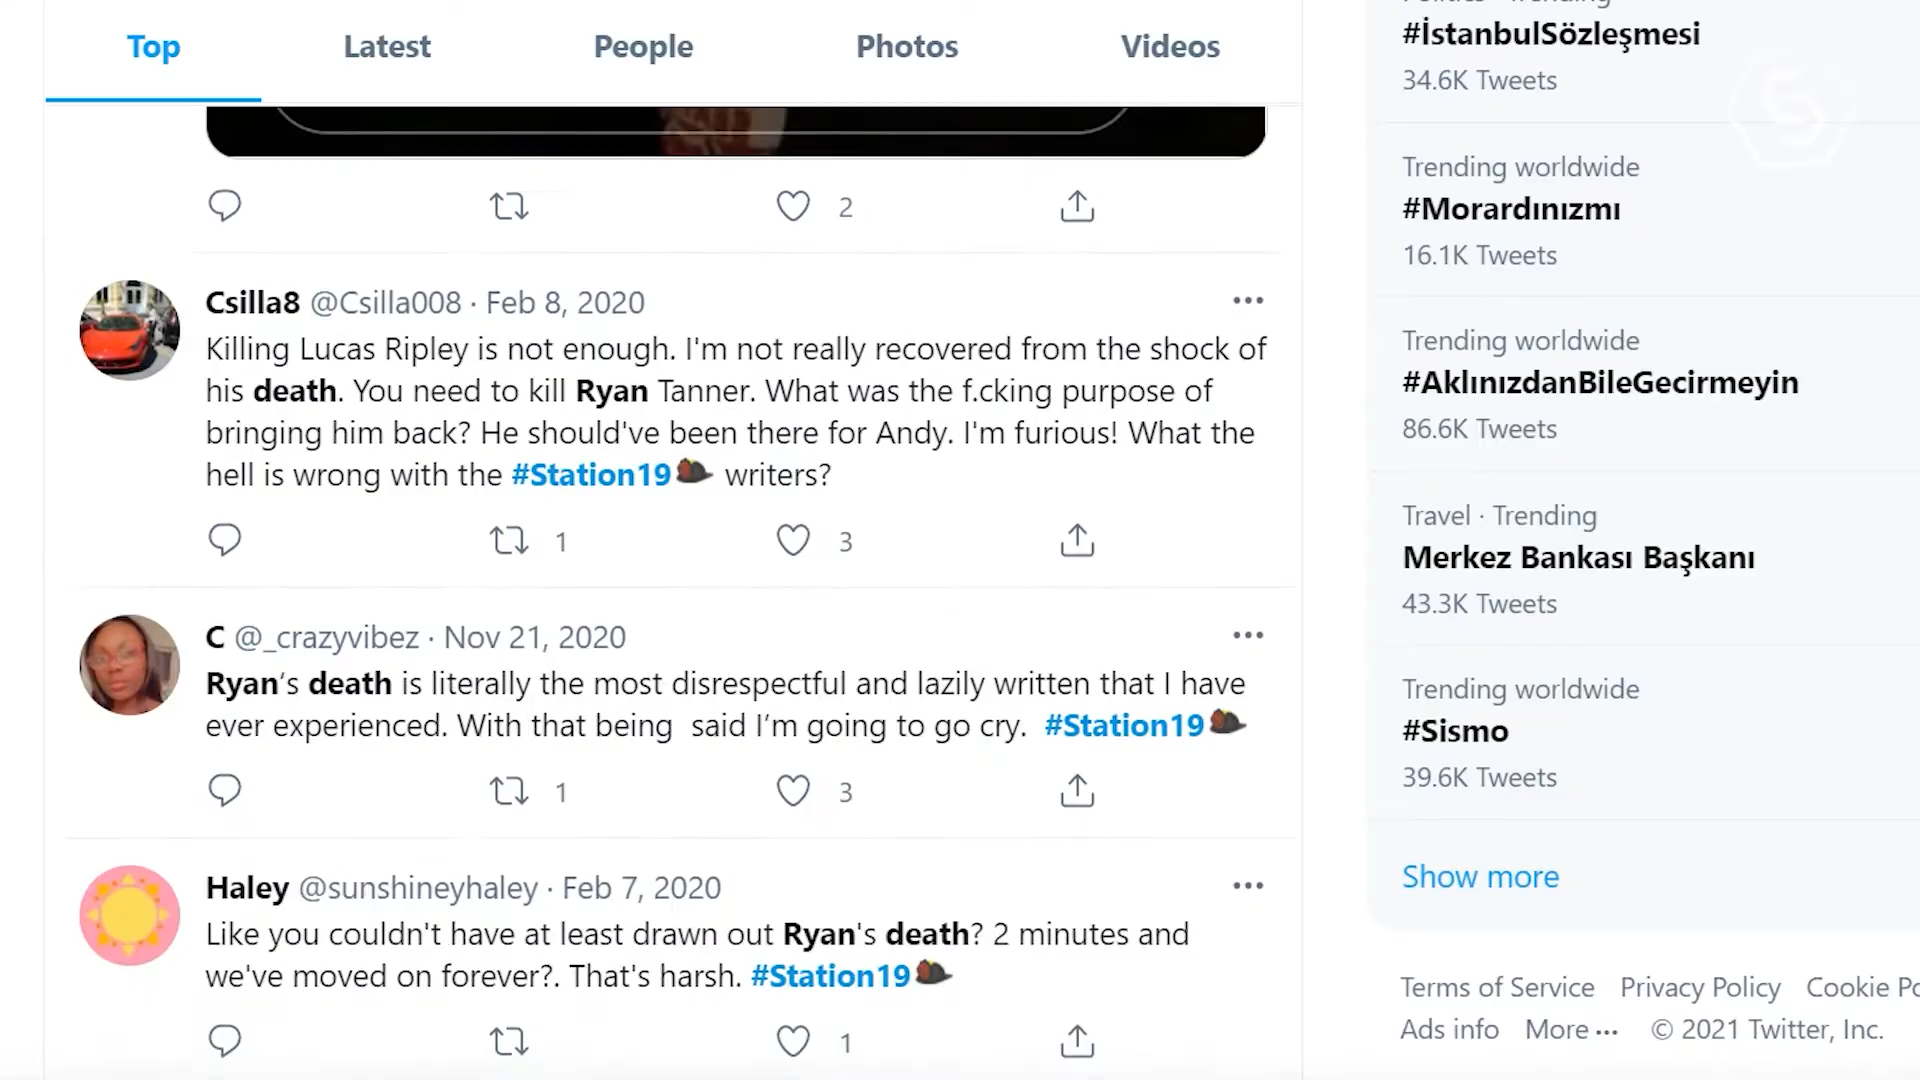 Top Latest People Photos Videos
2
Csilla8 @Csilla008 · Feb 8, 2020
Killing Lucas Ripley is not enough. I'm not really recovered from the shock of
his death. You need to kill Ryan Tanner. What was the f.cking purpose of
bringing him back? He should've been there for Andy. I'm furious! What the
hell is wrong with the #Station19 writers?
1 3
C @_crazyvibez · Nov 21, 2020
Ryan's death is literally the most disrespectful and lazily written that I have
ever experienced. With that being said I'm going to go cry. #Station19
1 3
Haley @sunshineyhaley · Feb 7, 2020
Like you couldn't have at least drawn out Ryan's death? 2 minutes and
we've moved on forever?. That's harsh. #Station19
1
#İstanbulSözleşmesi
34.6K Tweets
Trending worldwide
#Morardınızmı
16.1K Tweets
Trending worldwide
#AklınızdanBileGecirmeyin
86.6K Tweets
Travel · Trending
Merkez Bankası Başkanı
43.3K Tweets
Trending worldwide
#Sismo
39.6K Tweets
Show more
Terms of Service Privacy Policy Cookie
Ads info More ··· © 2021 Twitter, Inc.